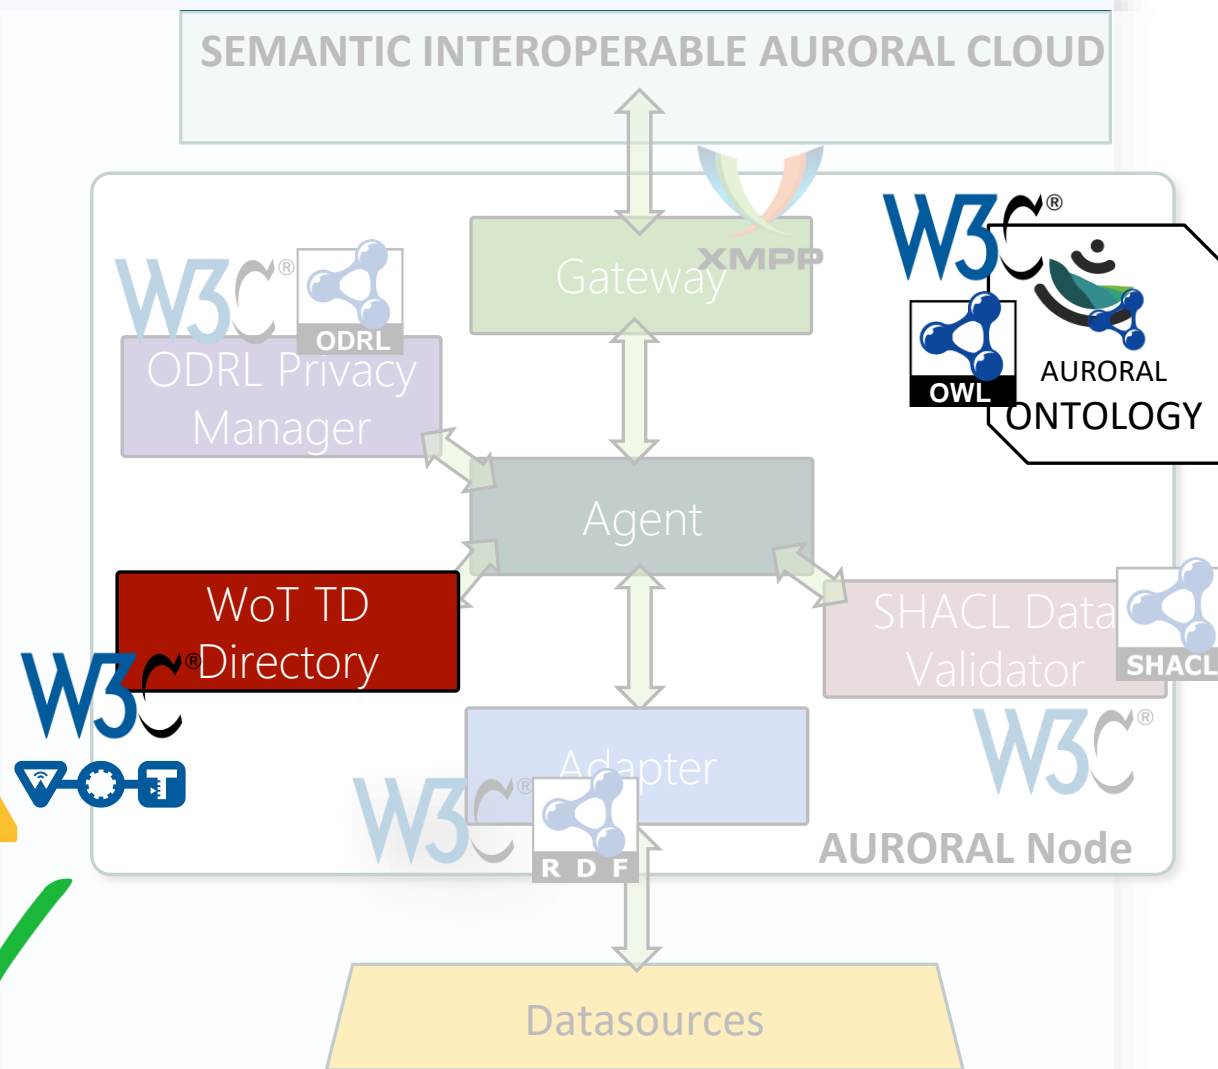 SEMANTIC INTEROPERABLE AURORAL CLOUD
XMPP
Gateway
W3C®
ODRL
ODRL Privacy
Manager
W3C®
OWL
AURORAL
ONTOLOGY
Agent
WoT TD
Directory
W3C®
W O T
SHACL Data
Validator
SHACL
W3C®
Adapter
W3C®
R D F
AURORAL Node
Datasources